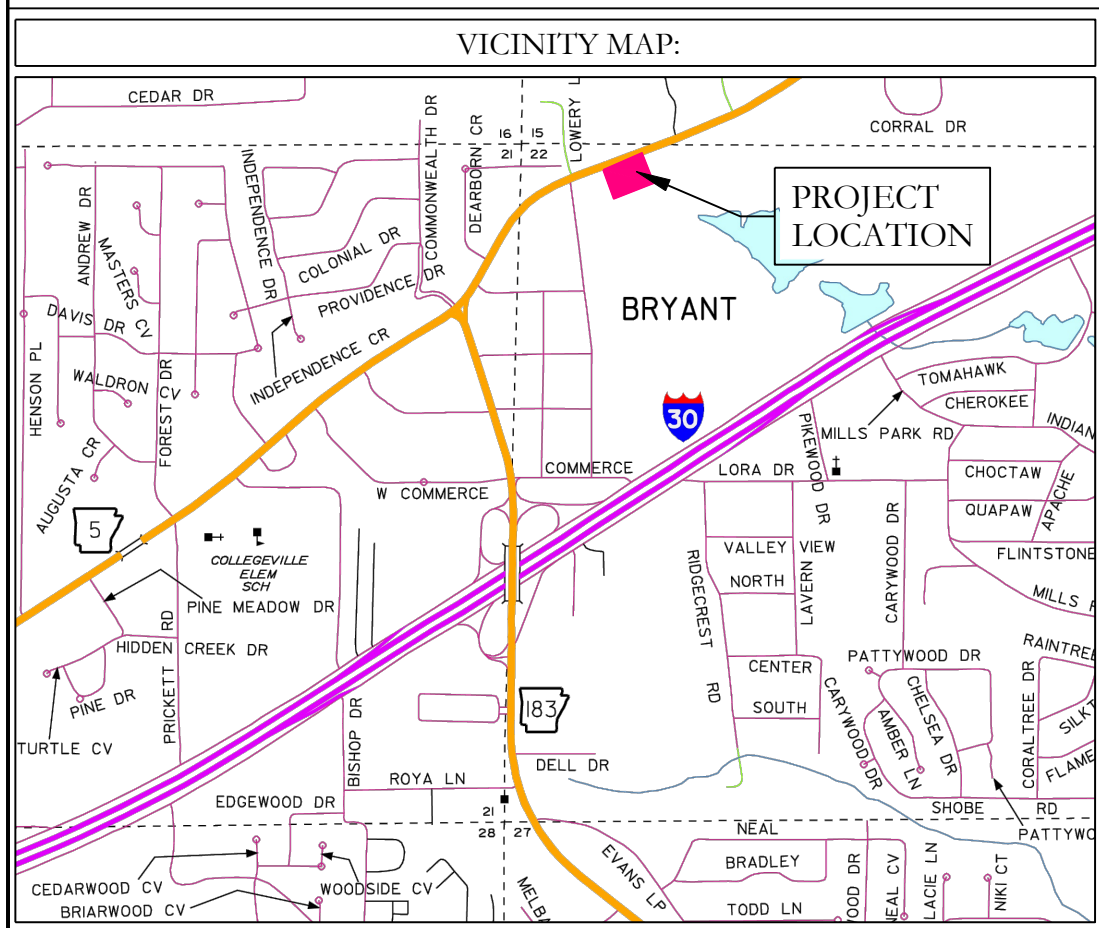 VICINITY MAP:
CEDAR DR
COMMONWEALTH DR
DEARBORN CR
LOWERY L
16 15
21 22
CORRAL DR
INDEPENDENCE DR
ANDREW DR
MASTERS CV
COLONIAL DR
PROVIDENCE DR
PROJECT
LOCATION
BRYANT
DAVIS DR
HENSON PL
WALDRON CV
FOREST DR
INDEPENDENCE CR
AUGUSTA CR
30
TOMAHAWK
CHEROKEE
MILLS PARK RD
INDIAN
PIKEWOOD DR
COMMERCE
LORA DR
CHOCTAW
W COMMERCE
QUAPAW
APACHE
5
COLLEGEVILLE
ELEM
SCH
VALLEY VIEW
FLINTSTONE
RIDGECREST
RD
NORTH
LAVERN
CARYWOOD DR
MILLS
PINE MEADOW DR
PRICKETT RD
HIDDEN CREEK DR
PINE DR
TURTLE CV
CENTER
SOUTH
PATTYWOOD DR
RAINTREE
CARYWOOD DR
AMBER LN
CHELSEA DR
CORALTREE DR
SILKT
FLAME
183
BISHOP DR
DELL DR
ROYA LN
EDGEWOOD DR
SHOBE RD
PATTYWO
21
28 27
NEAL
BRADLEY
EVANS LP
TODD LN
CEDARWOOD CV
BRIARWOOD CV
WOODSIDE CV
MELBA
WOOD DR
NEAL CV
LACIE LN
NIKI CT